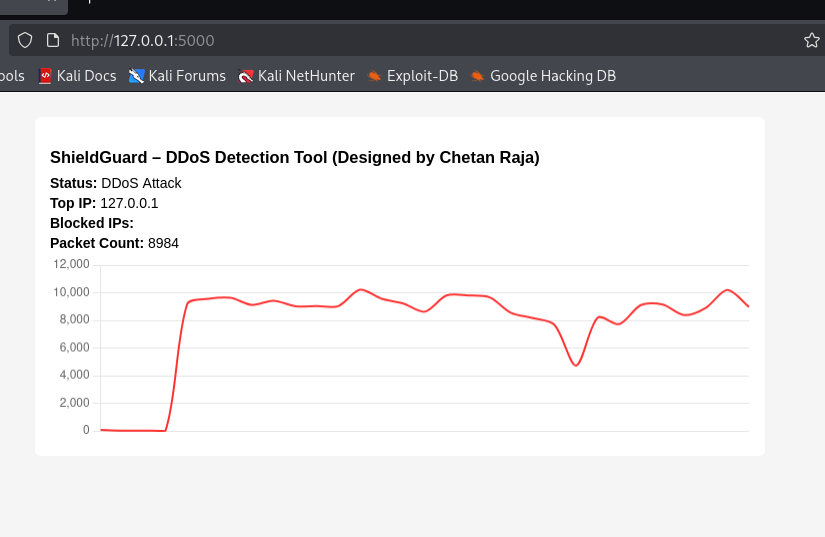 http://127.0.0.1:5000
ools Kali Docs Kali Forums Kali NetHunter Exploit-DB Google Hacking DB
ShieldGuard – DDoS Detection Tool (Designed by Chetan Raja)
Status: DDoS Attack
Top IP: 127.0.0.1
Blocked IPs:
Packet Count: 8984
12,000
10,000
8,000
6,000
4,000
2,000
0